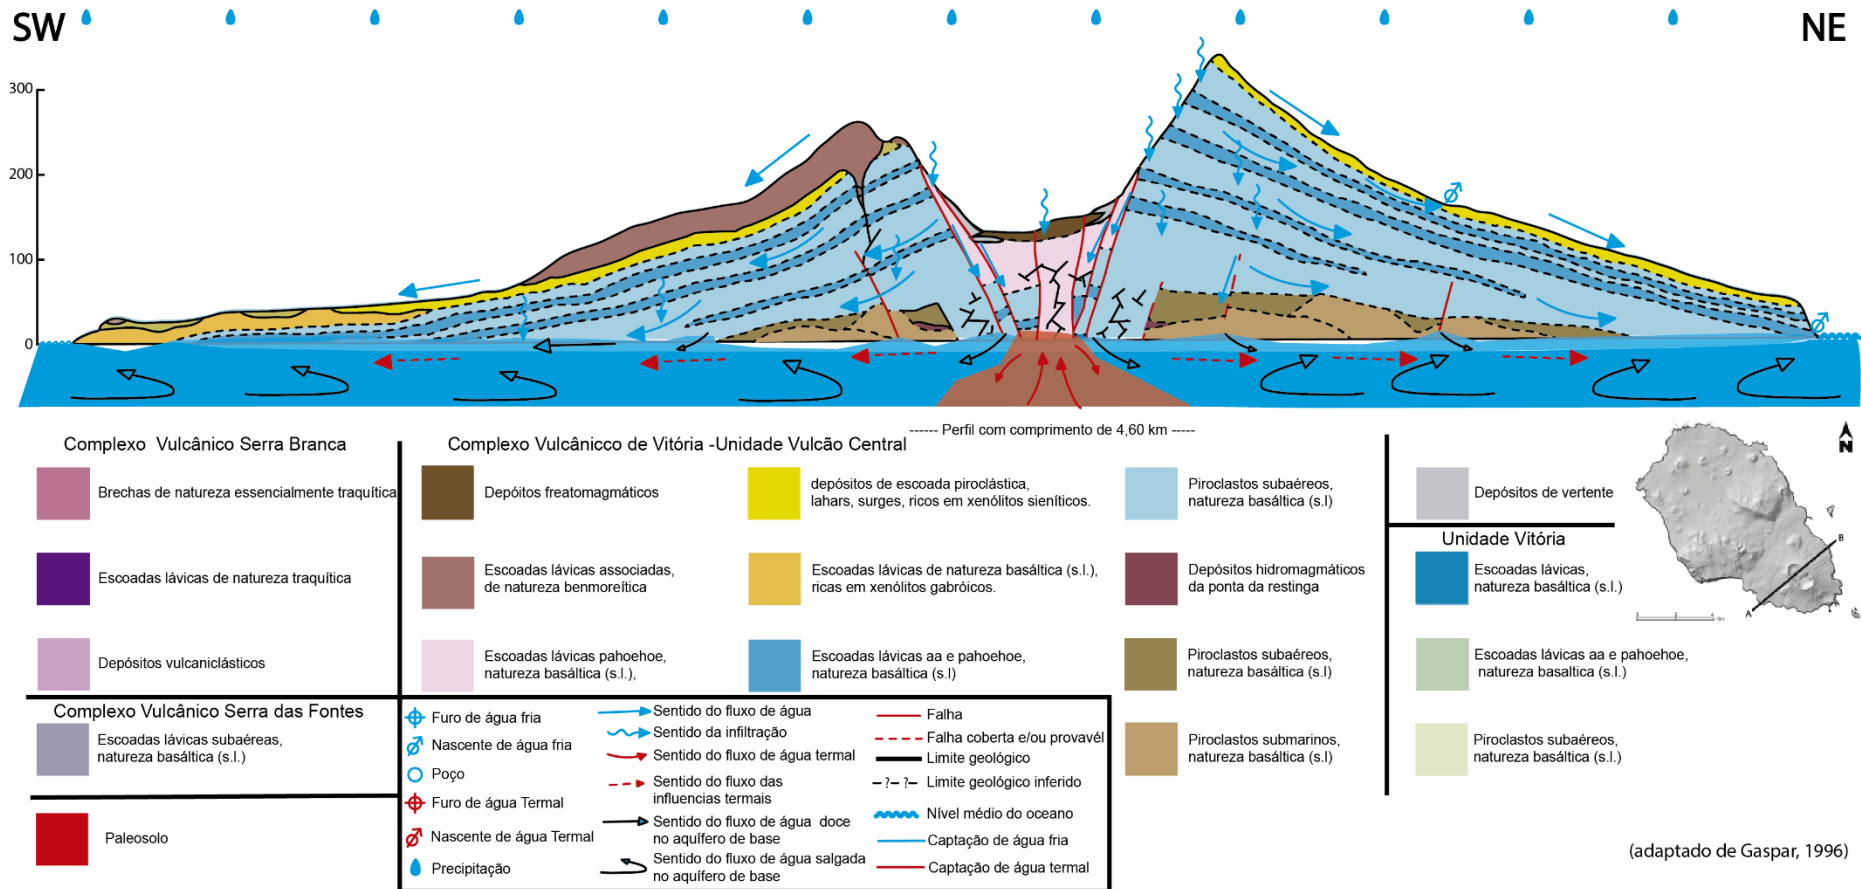 SW
NE
300
200
100
0
------ Perfil com comprimento de 4,60 km -----
Complexo Vulcânico Serra Branca
Brechas de natureza essencialmente traquítica
Escoadas lávicas de natureza traquítica
Depósitos vulcaniclásticos
Complexo Vulcânico Serra das Fontes
Escoadas lávicas subaéreas,
natureza basáltica (s.l.)
Paleosolo
Complexo Vulcânicco de Vitória -Unidade Vulcão Central
Depóitos freatomagmáticos
Escoadas lávicas associadas,
de natureza benmoreítica
Escoadas lávicas pahoehoe,
natureza basáltica (s.l.),
depósitos de escoada piroclástica,
lahars, surges, ricos em xenólitos sieníticos.
Escoadas lávicas de natureza basáltica (s.l.),
ricas em xenólitos gabróicos.
Escoadas lávicas aa e pahoehoe,
natureza basáltica (s.l)
Piroclastos subaéreos,
natureza basáltica (s.l)
Depósitos hidromagmáticos
da ponta da restinga
Piroclastos subaéreos,
natureza basáltica (s.l)
Piroclastos submarinos,
natureza basáltica (s.l)
Depósitos de vertente
Unidade Vitória
Escoadas lávicas,
natureza basáltica (s.l.)
Escoadas lávicas aa e pahoehoe,
natureza basaltica (s.l.)
Piroclastos subaéreos,
natureza basáltica (s.l.)
N
B
A
Furo de água fria
Nascente de água fria
Poço
Furo de água Termal
Nascente de água Termal
Precipitação
Sentido do fluxo de água
Sentido da infiltração
Sentido do fluxo de água termal
Sentido do fluxo das
influencias termais
Sentido do fluxo de água doce
no aquífero de base
Sentido do fluxo de água salgada
no aquífero de base
Falha
Falha coberta e/ou provavél
Limite geológico
Limite geológico inferido
Nível médio do oceano
Captação de água fria
Captação de água termal
(adaptado de Gaspar, 1996)